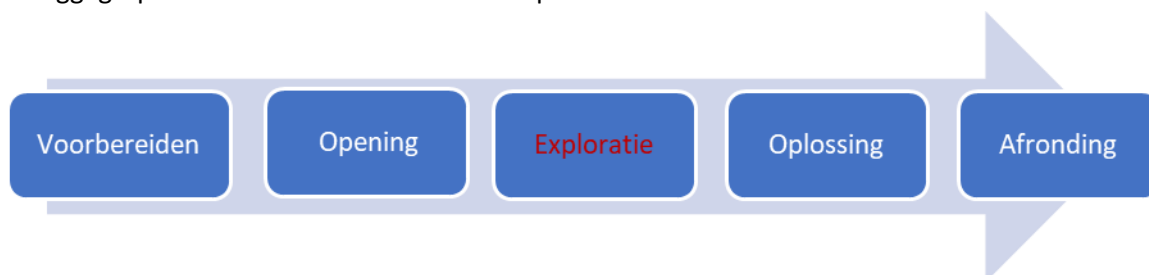 Voorbereiden
Opening
Exploratie
Oplossing
Afronding